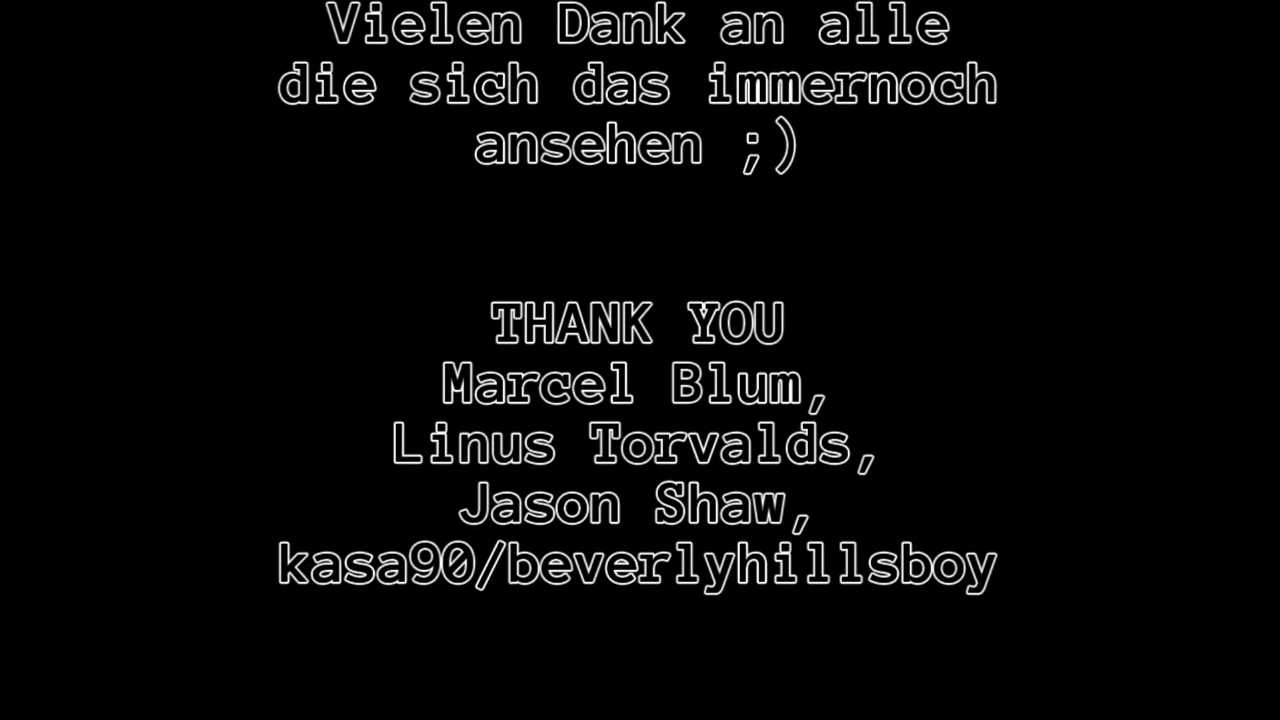 Vielen Dank an alle
die sich das immernoch
ansehen ;)
THANK YOU
Marcel Blum,
Linus Torvalds,
Jason Shaw,
kasa90/beverlyhillsboy